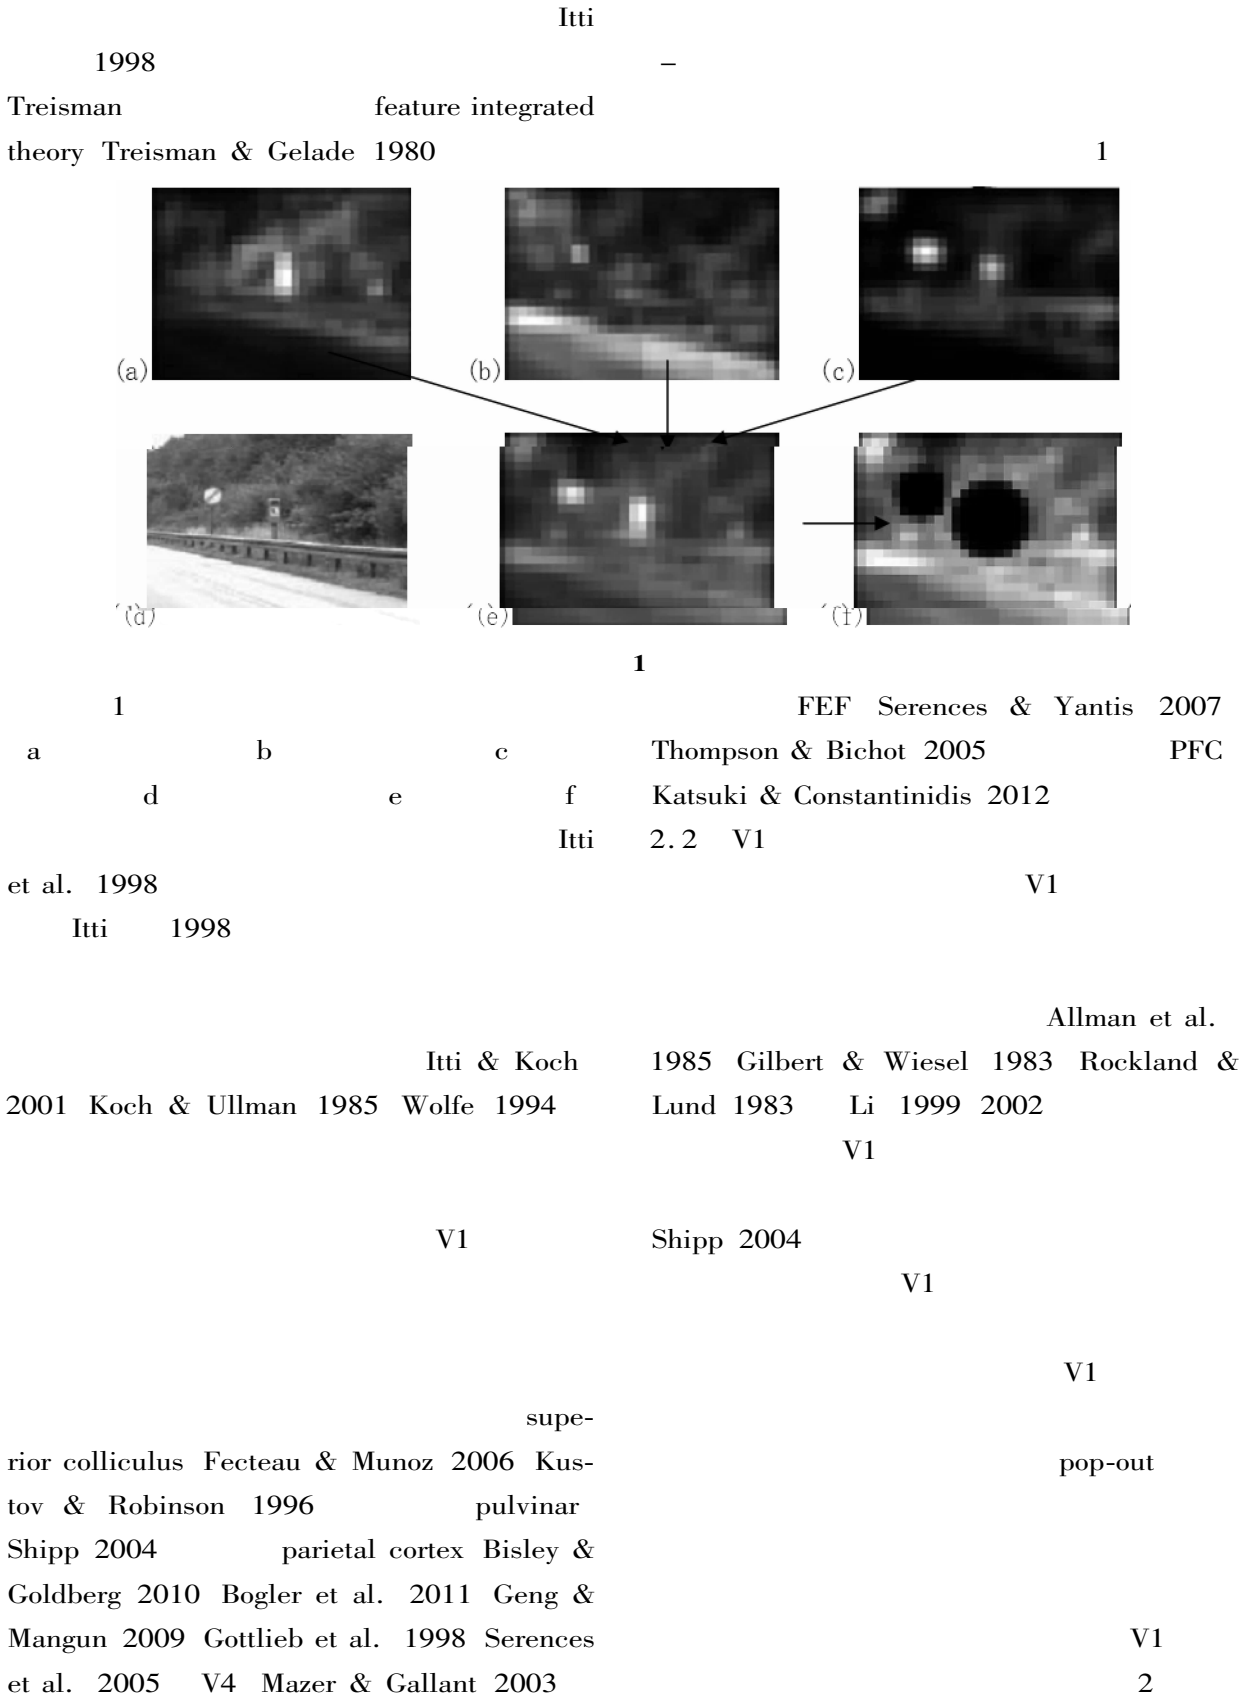 Itti
1998 –
Treisman feature integrated
theory Treisman & Gelade 1980
1
(a)
(b)
(c)
(d)
(e)
(f)
1
1
a b c
d e f
Itti
et al. 1998
Itti 1998
Itti & Koch
2001 Koch & Ullman 1985 Wolfe 1994
V1
supe-
rior colliculus Fecteau & Munoz 2006 Kus-
tov & Robinson 1996 pulvinar
Shipp 2004 parietal cortex Bisley &
Goldberg 2010 Bogler et al. 2011 Geng &
Mangun 2009 Gottlieb et al. 1998 Serences
et al. 2005 V4 Mazer & Gallant 2003
FEF Serences & Yantis 2007
Thompson & Bichot 2005 PFC
Katsuki & Constantinidis 2012
2.2 V1
V1
Allman et al.
1985 Gilbert & Wiesel 1983 Rockland &
Lund 1983 Li 1999 2002
V1
Shipp 2004
V1
V1
pop-out
V1
2